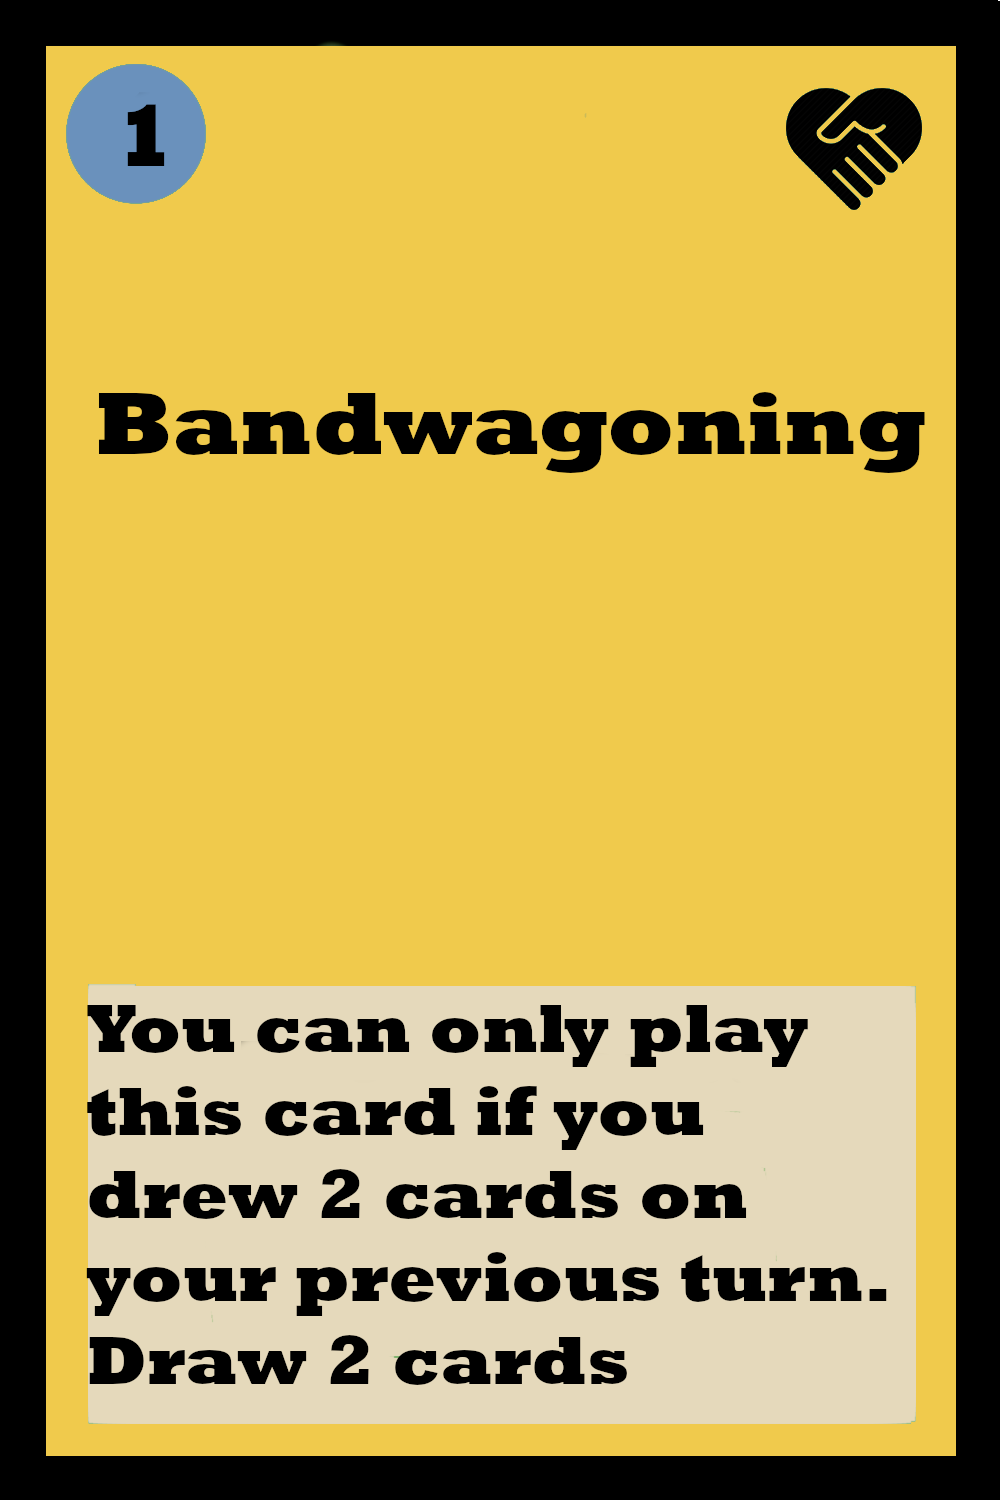 1
Bandwagoning
You can only play
this card if you
drew 2 cards on
your previous turn.
Draw 2 cards